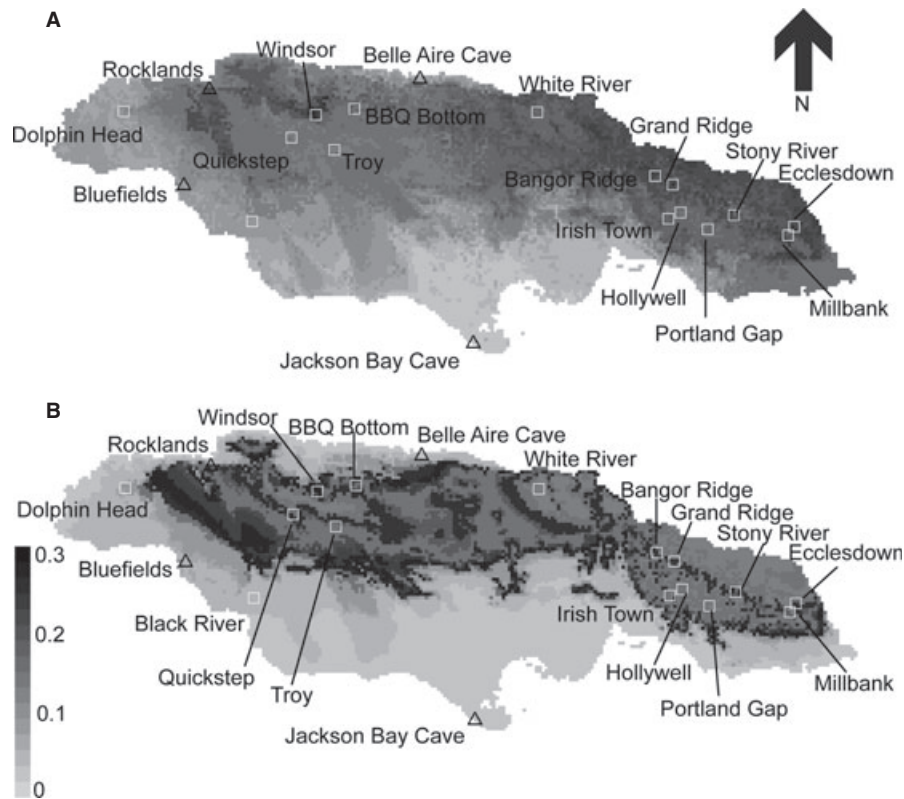 A
Windsor
Belle Aire Cave
Rocklands
White River
N
BBQ Bottom
Dolphin Head
Grand Ridge
Stony River
Quickstep
Troy
Ecclesdown
Bangor Ridge
Bluefields
Irish Town
Hollywell
Millbank
Portland Gap
Jackson Bay Cave
B
Windsor
BBQ Bottom
Belle Aire Cave
Rocklands
White River
Bangor Ridge
Dolphin Head
Grand Ridge
Stony River
0.3
Ecclesdown
Bluefields
Irish Town
Black River
0.2
Hollywell
Quickstep
Millbank
Troy
Portland Gap
0.1
Jackson Bay Cave
0